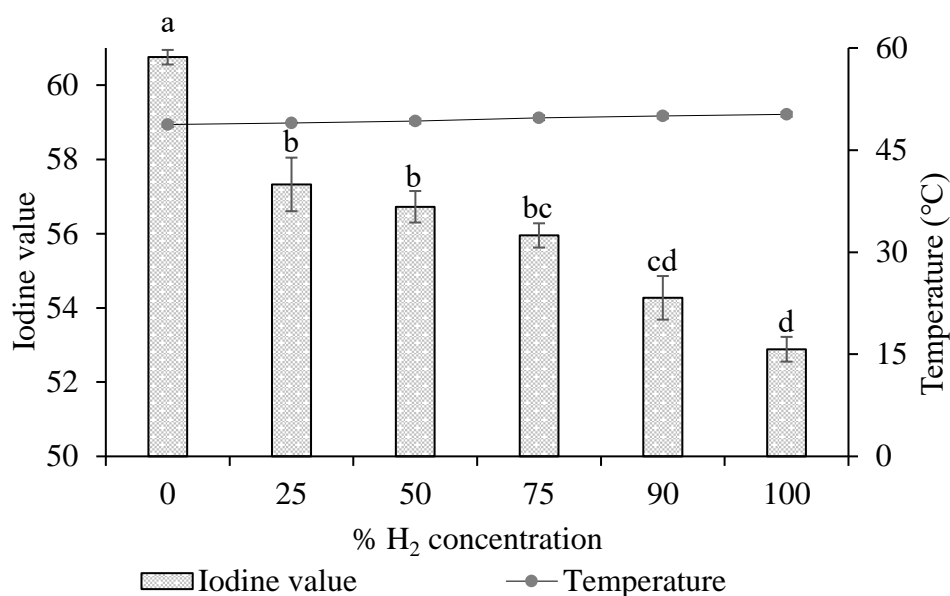 Iodine value
60
58
56
54
52
50
a
b
b
bc
cd
d
60
45
30
15
0
Temperature (°C)
0 25 50 75 90 100
% H₂ concentration
Iodine value Temperature